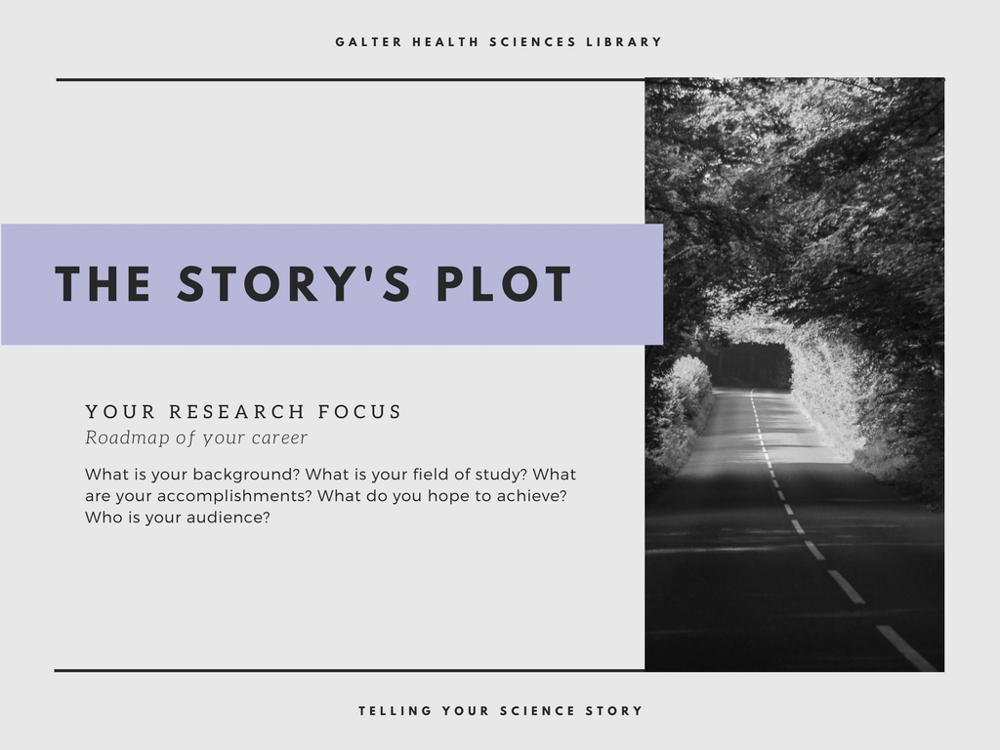 GALTER HEALTH SCIENCES LIBRARY
THE STORY'S PLOT
YOUR RESEARCH FOCUS
Roadmap of your career
What is your background? What is your field of study? What
are your accomplishments? What do you hope to achieve?
Who is your audience?
TELLING YOUR SCIENCE STORY